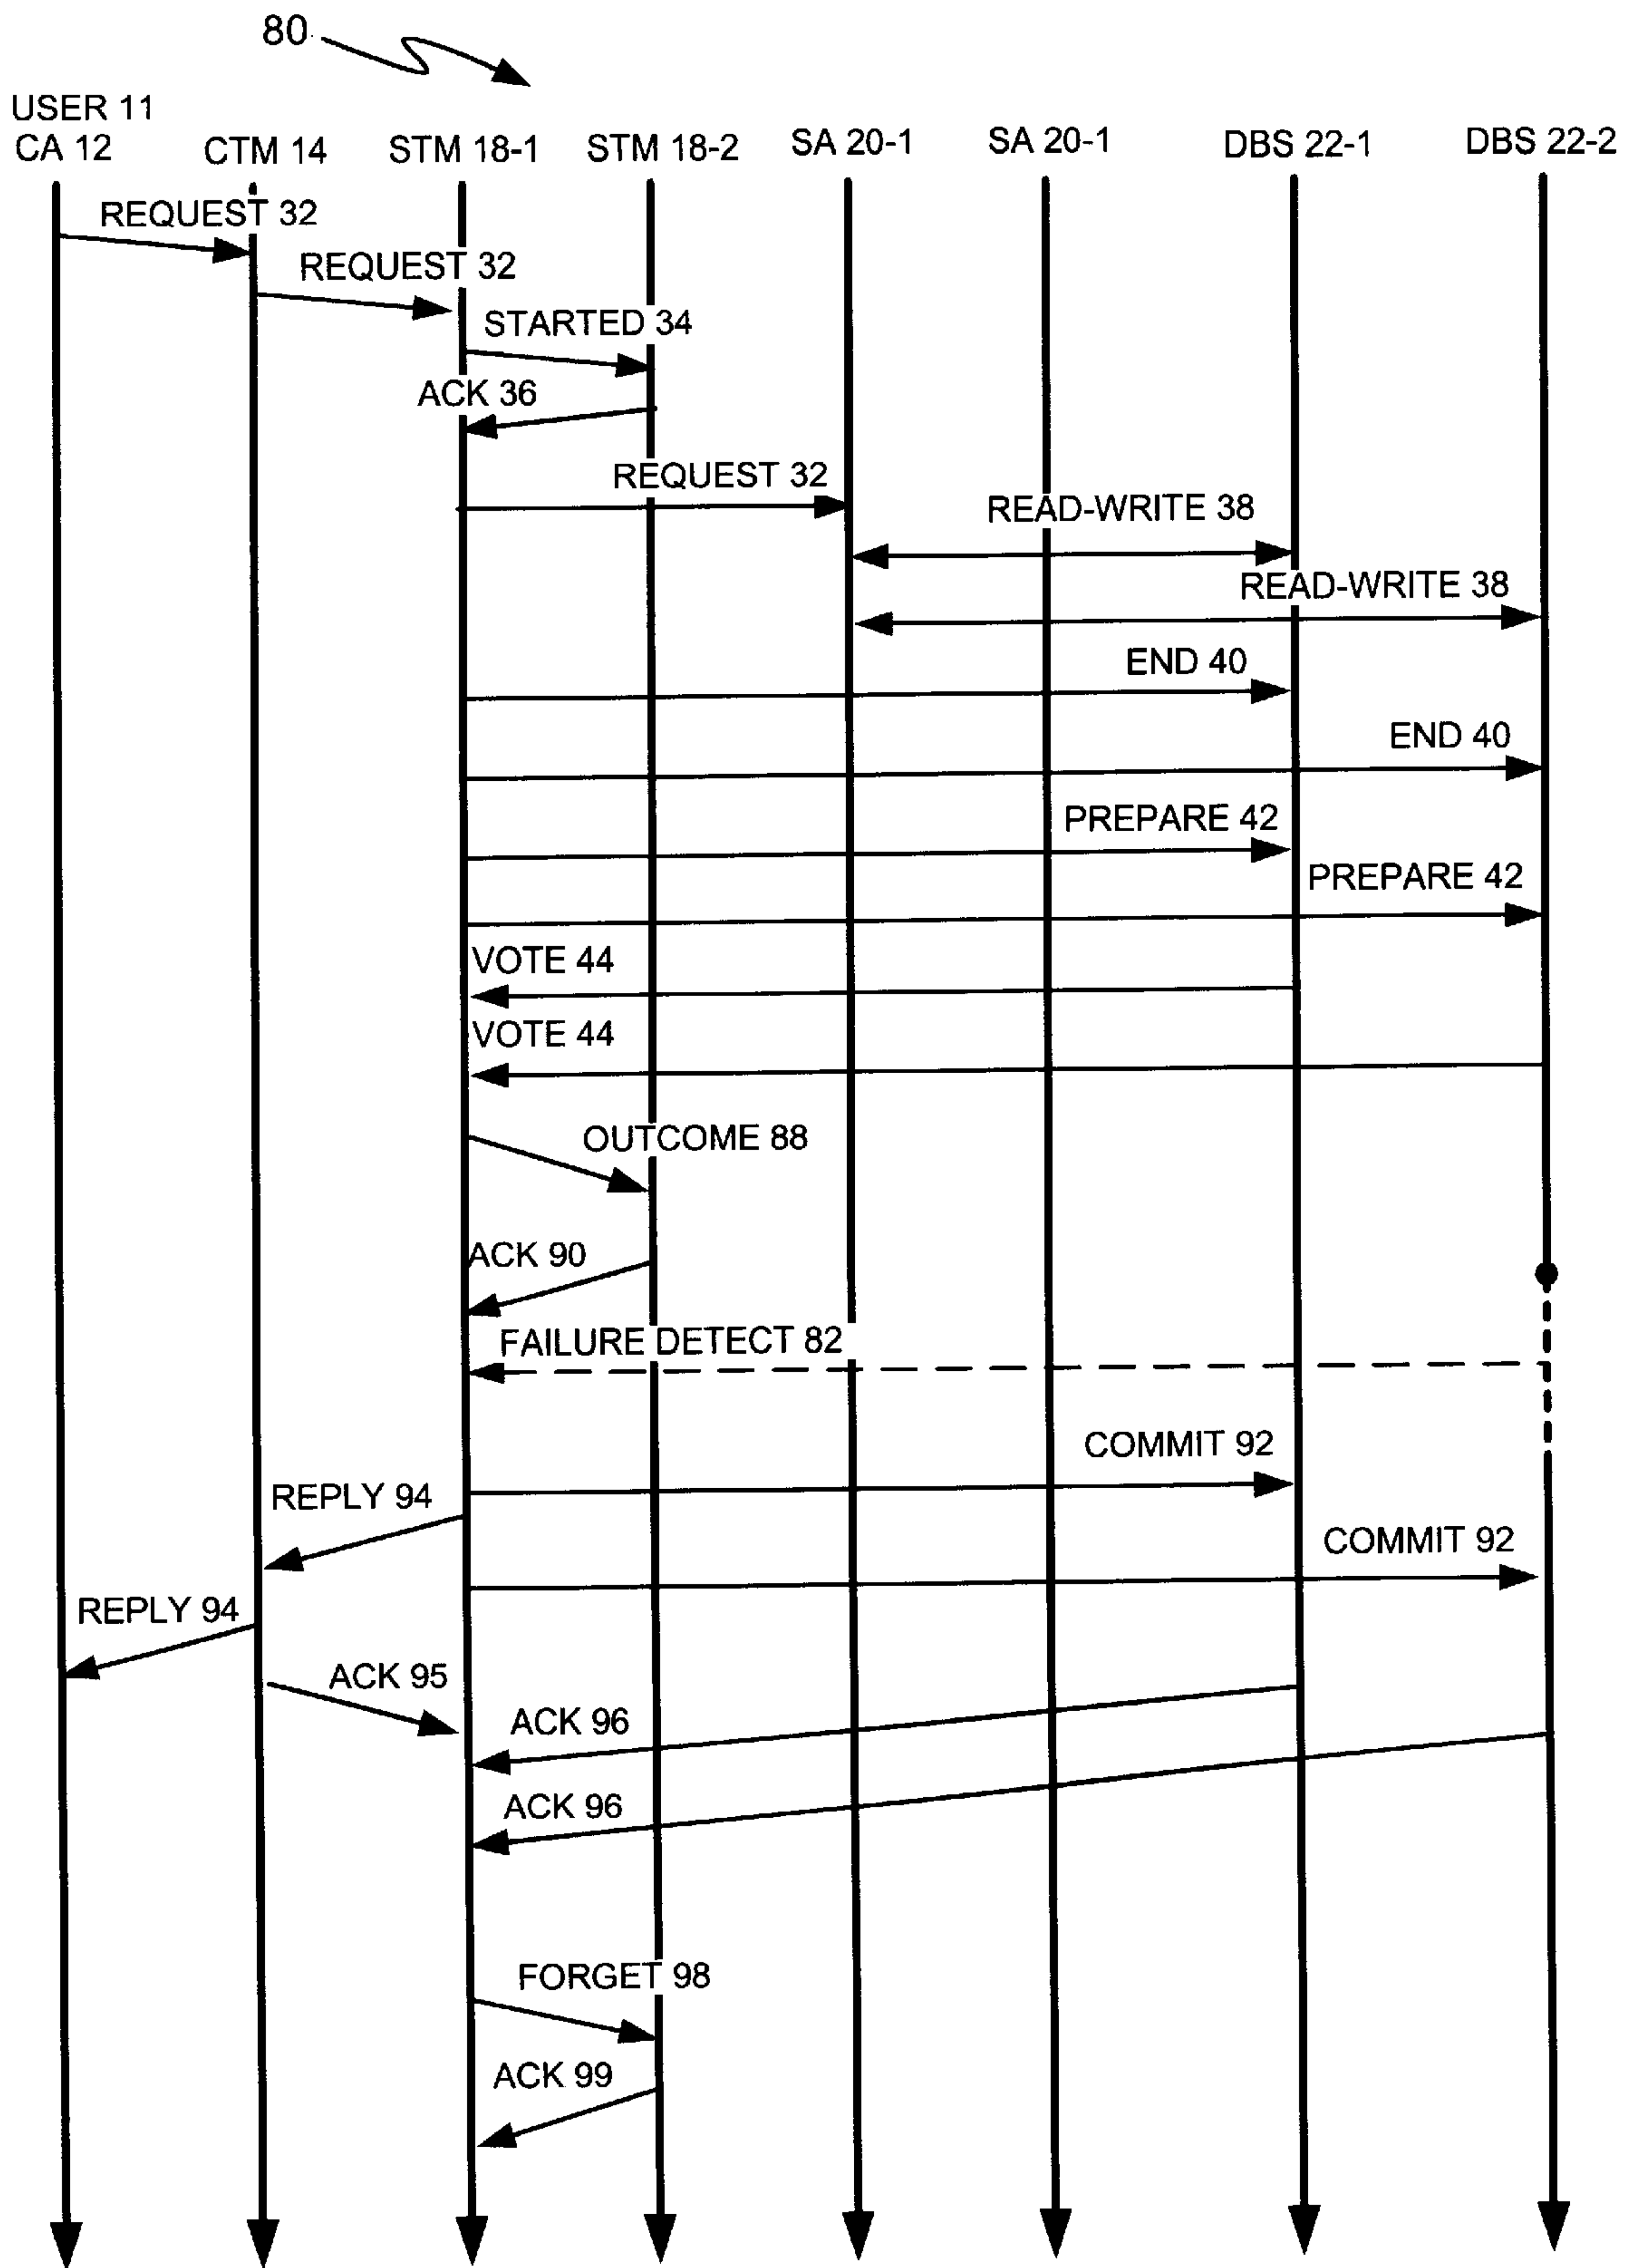 80
USER 11
CA 12
CTM 14
STM 18-1
STM 18-2
SA 20-1
SA 20-1
DBS 22-1
DBS 22-2
REQUEST 32
REQUEST 32
STARTED 34
ACK 36
REQUEST 32
READ-WRITE 38
READ-WRITE 38
END 40
END 40
PREPARE 42
PREPARE 42
VOTE 44
VOTE 44
OUTCOME 88
ACK 90
FAILURE DETECT 82
COMMIT 92
REPLY 94
COMMIT 92
REPLY 94
ACK 95
ACK 96
ACK 96
FORGET 98
ACK 99